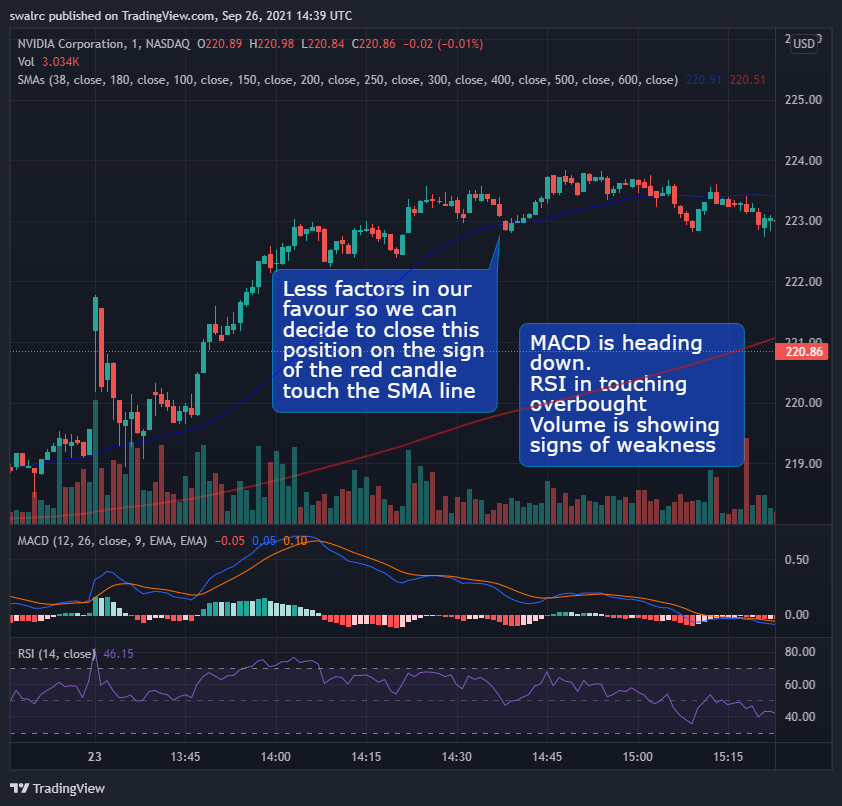 swalrc published on TradingView.com, Sep 26, 2021 14:39 UTC
NVIDIA Corporation, 1, NASDAQ O220.89 H220.98 L220.84 C220.86 −0.02 (−0.01%)
USD
Vol 3.034K
SMAs (38, close, 180, close, 100, close, 150, close, 200, close, 250, close, 300, close, 400, close, 500, close, 600, close) 220.91 220.51
225.00
224.00
223.00
222.00
221.00
220.86
220.00
219.00
Less factors in our
favour so we can
decide to close this
position on the sign
of the red candle
touch the SMA line
MACD is heading
down.
RSI in touching
overbought
Volume is showing
signs of weakness
MACD (12, 26, close, 9, EMA, EMA) −0.05 0.05 0.10
0.50
0.00
RSI (14, close) 46.15
80.00
60.00
40.00
23 13:45 14:00 14:15 14:30 14:45 15:00 15:15
TradingView